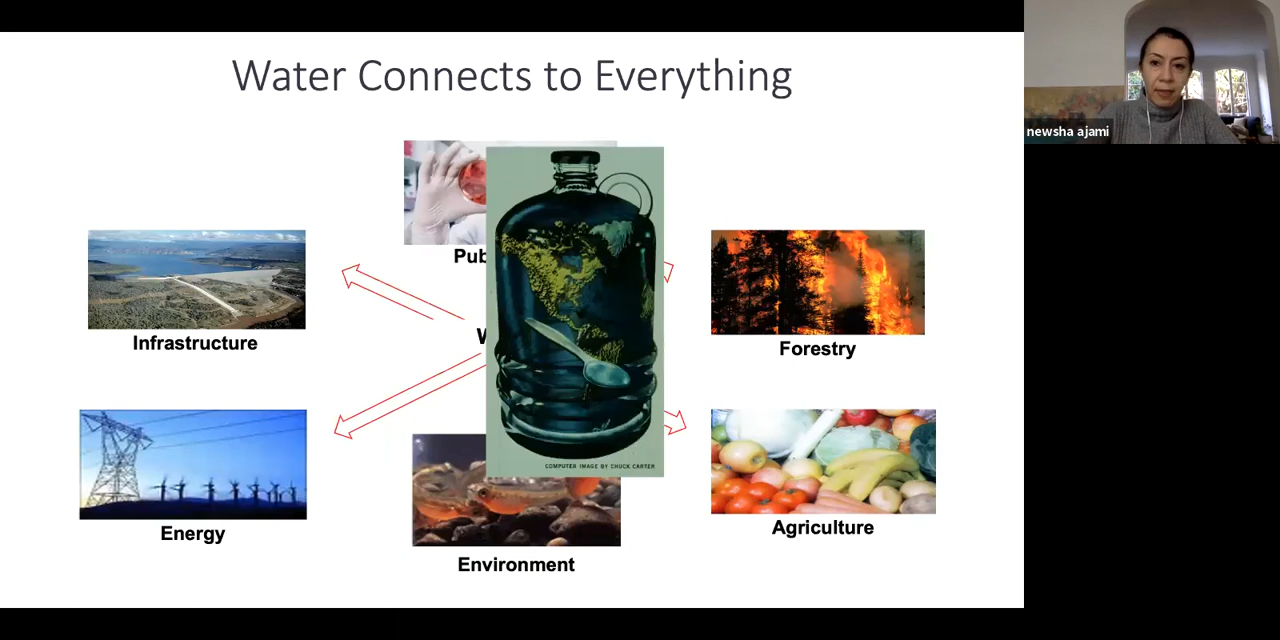 Water Connects to Everything
newsha ajami
Pub
Infrastructure
W
Forestry
COMPUTER IMAGE BY CHUCK CARTER
Energy
Agriculture
Environment